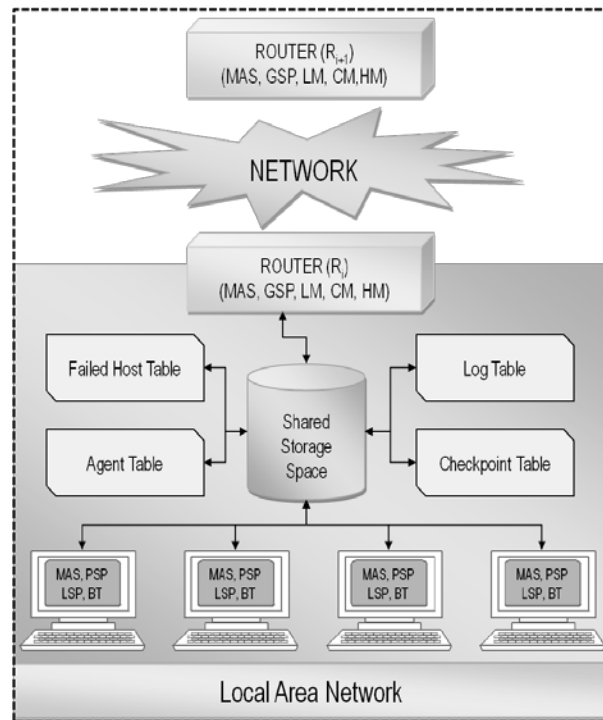 ROUTER (Ri+1)
(MAS, GSP, LM, CM,HM)
NETWORK
ROUTER (Ri)
(MAS, GSP, LM, CM, HM)
Failed Host Table
Log Table
Shared
Storage
Space
Agent Table
Checkpoint Table
MAS, PSP
LSP, BT
MAS, PSP
LSP, BT
MAS, PSP
LSP, BT
MAS, PSP
LSP, BT
Local Area Network